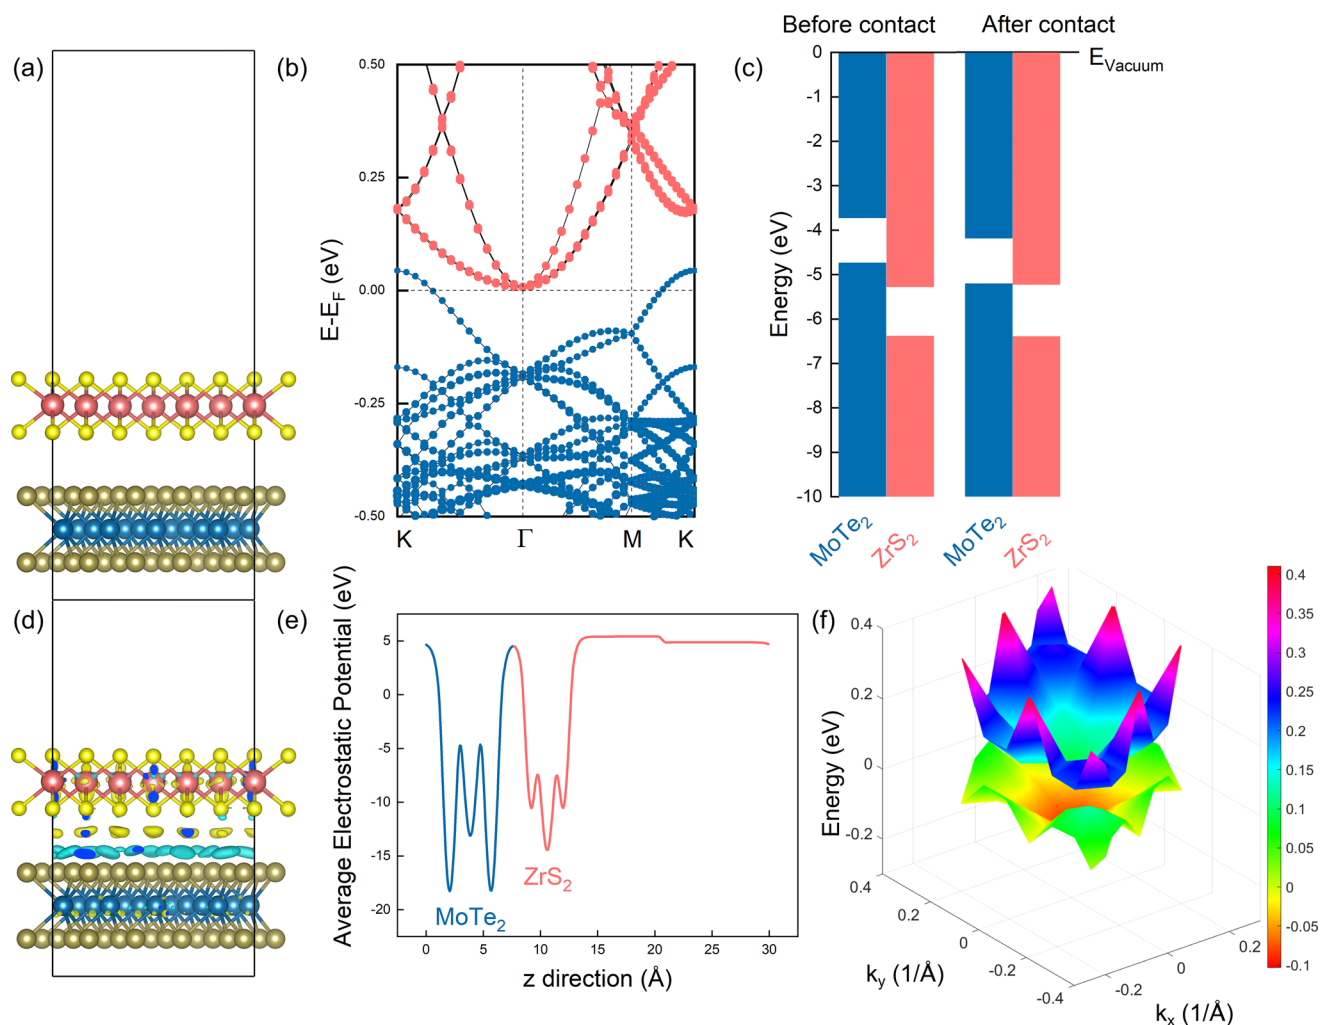 (a)
(b)
E-E_F (eV)
0.50
0.25
0.00
-0.25
-0.50
K
Γ
M
K
(c)
Before contact
After contact
E_Vacuum
Energy (eV)
0
-1
-2
-3
-4
-5
-6
-7
-8
-9
-10
MoTe₂
ZrS₂
MoTe₂
ZrS₂
(d)
(e)
Average Electrostatic Potential (eV)
5
0
-5
-10
-15
-20
MoTe₂
ZrS₂
0
5
10
15
20
25
30
z direction (Å)
(f)
Energy (eV)
0.4
0.2
0
-0.2
0.4
0.2
0
-0.2
-0.4
k_y (1/Å)
-0.2
0
0.2
k_x (1/Å)
0.4
0.35
0.3
0.25
0.2
0.15
0.1
0.05
0
-0.05
-0.1